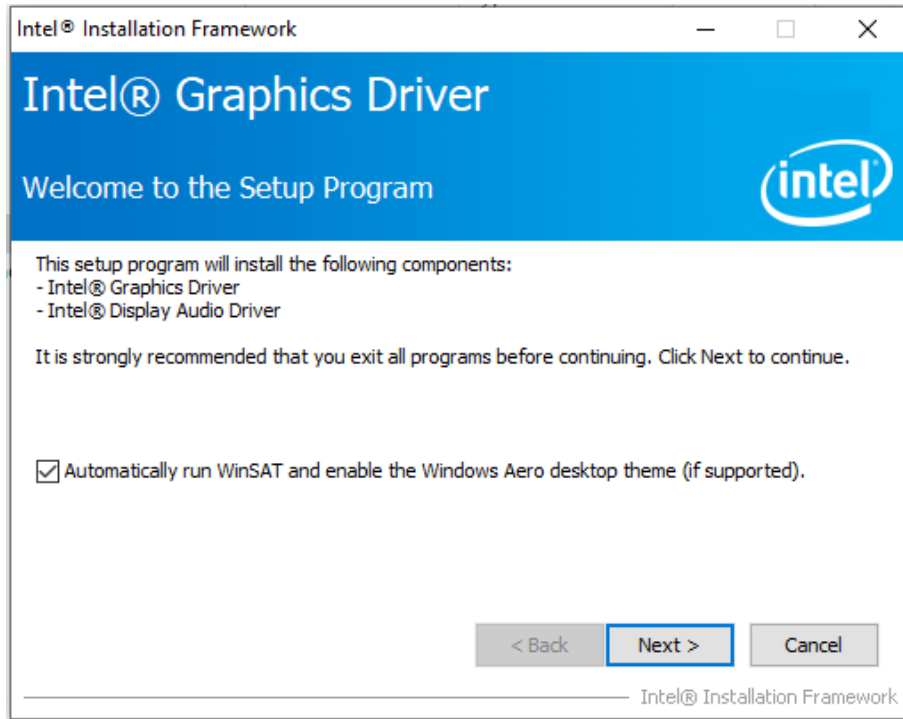 Intel® Installation Framework
Intel® Graphics Driver
Welcome to the Setup Program
intel
This setup program will install the following components:
- Intel® Graphics Driver
- Intel® Display Audio Driver
It is strongly recommended that you exit all programs before continuing. Click Next to continue.
Automatically run WinSAT and enable the Windows Aero desktop theme (if supported).
< Back
Next >
Cancel
Intel® Installation Framework